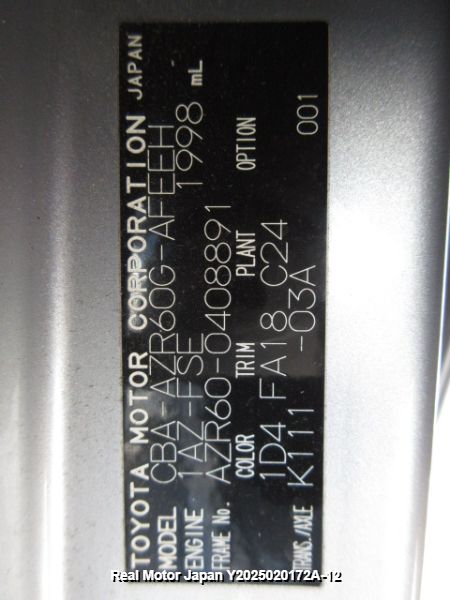 TOYOTA MOTOR CORPORATION JAPAN
MODEL CBA-AZR60G-AFEEH
ENGINE 1AZ-FSE 1998 mL
FRAME No. AZR60-0408891
COLOR TRIM PLANT OPTION
1D4 FA18 C24
TRANS./AXLE K111 -03A 001
Real Motor Japan Y2025020172A-12